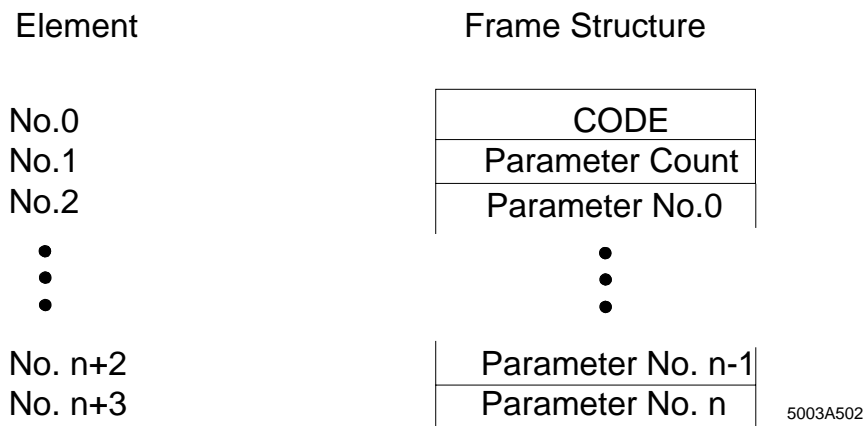 Element Frame Structure
No.0 CODE
No.1 Parameter Count
No.2 Parameter No.0
No. n+2 Parameter No. n-1
No. n+3 Parameter No. n
5003A502